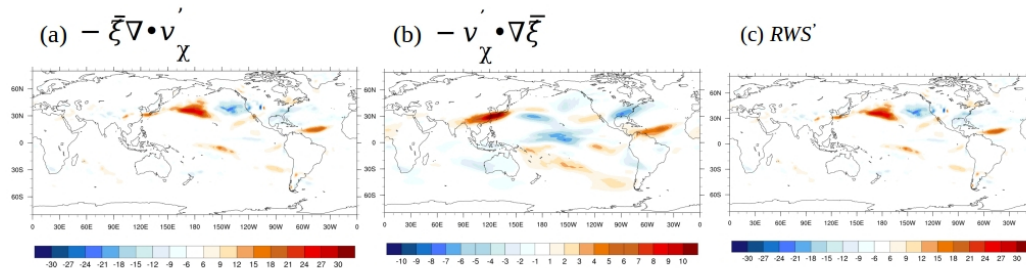 (a) − ξ̄ ∇ • v′χ
(b) − v′χ • ∇ ξ̄
(c) RWS'
60N
30N
0
30S
60S
0 30E 60E 90E 120E 150E 180 150W 120W 90W 60W 30W 0
-30 -27 -24 -21 -18 -15 -12 -9 -6 6 9 12 15 18 21 24 27 30
60N
30N
0
30S
60S
0 30E 60E 90E 120E 150E 180 150W 120W 90W 60W 30W 0
-10 -9 -8 -7 -6 -5 -4 -3 -2 -1 1 2 3 4 5 6 7 8 9 10
60N
30N
0
30S
60S
0 30E 60E 90E 120E 150E 180 150W 120W 90W 60W 30W
-30 -27 -24 -21 -18 -15 -12 -9 -6 6 9 12 15 18 21 24 27 30